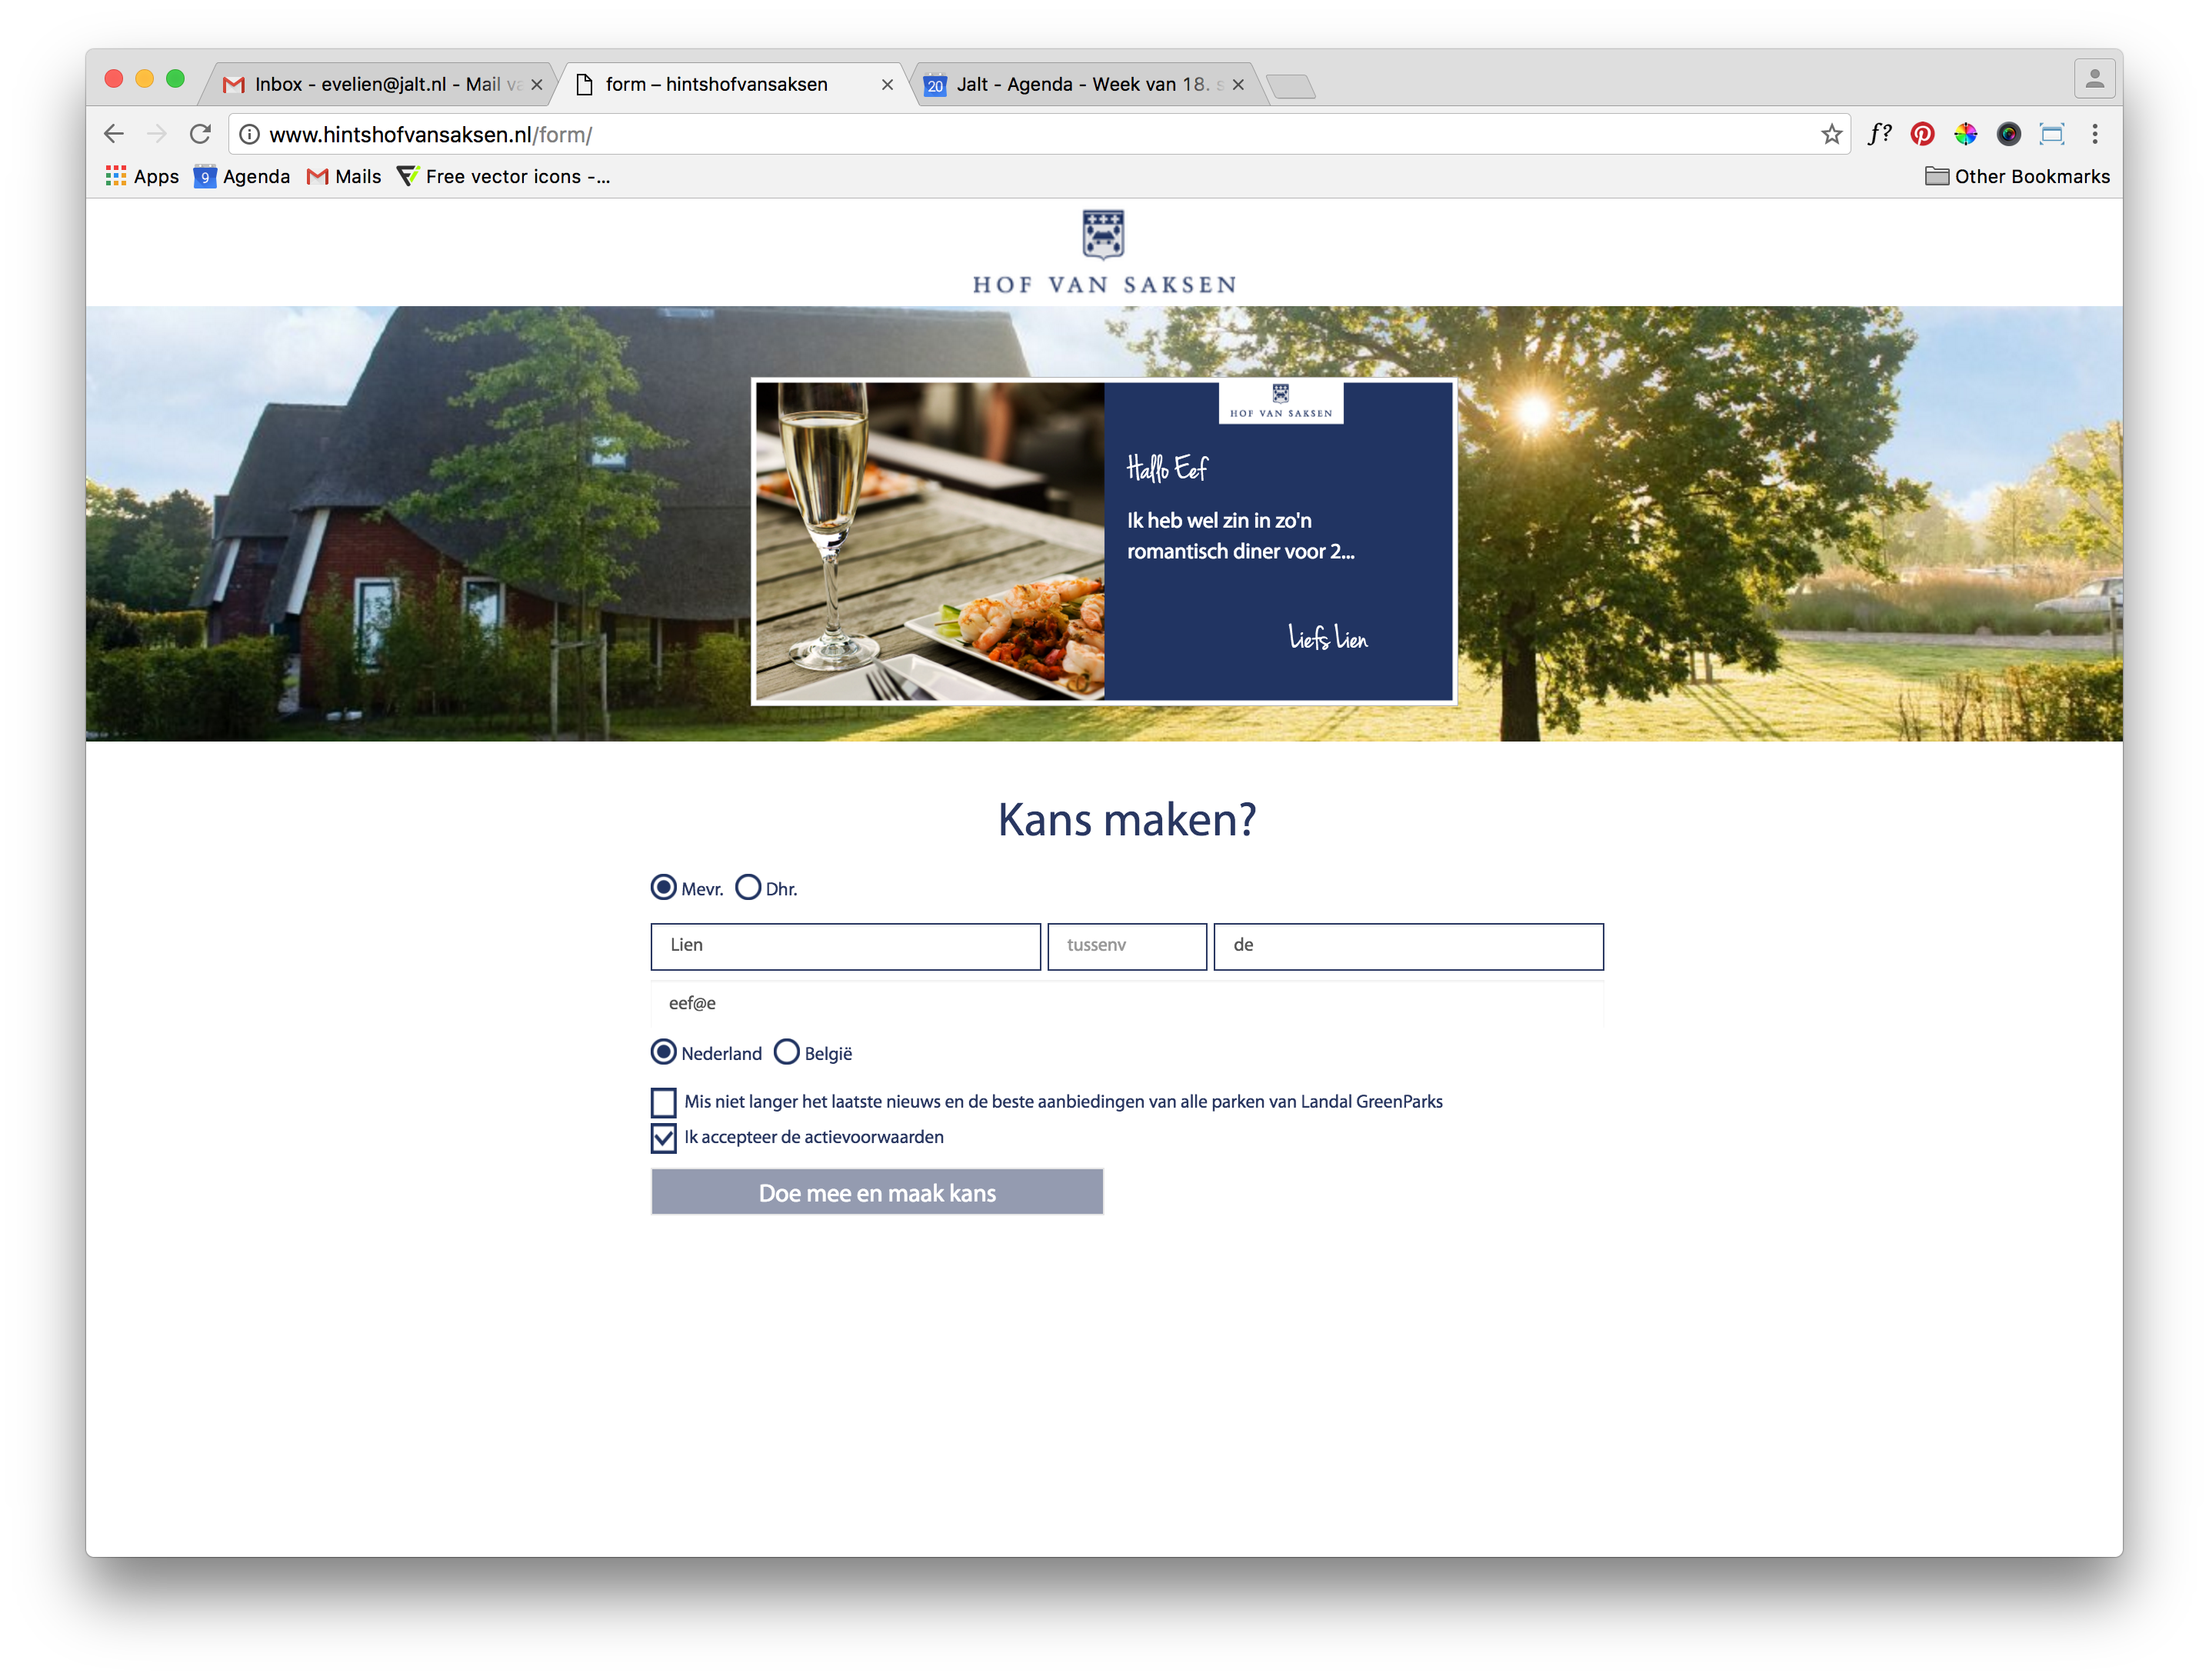 Inbox - evelien@jalt.nl - Mail va
form – hintshofvansaksen
20
Jalt - Agenda - Week van 18. s
www.hintshofvansaksen.nl/form/
f?
Apps
9
Agenda
Mails
Free vector icons -...
Other Bookmarks
HOF VAN SAKSEN
HOF VAN SAKSEN
Hallo Eef
Ik heb wel zin in zo'n
romantisch diner voor 2...
Liefs Lien
Kans maken?
Mevr.
Dhr.
Lien
tussenv
de
eef@e
Nederland
België
Mis niet langer het laatste nieuws en de beste aanbiedingen van alle parken van Landal GreenParks
Ik accepteer de actievoorwaarden
Doe mee en maak kans